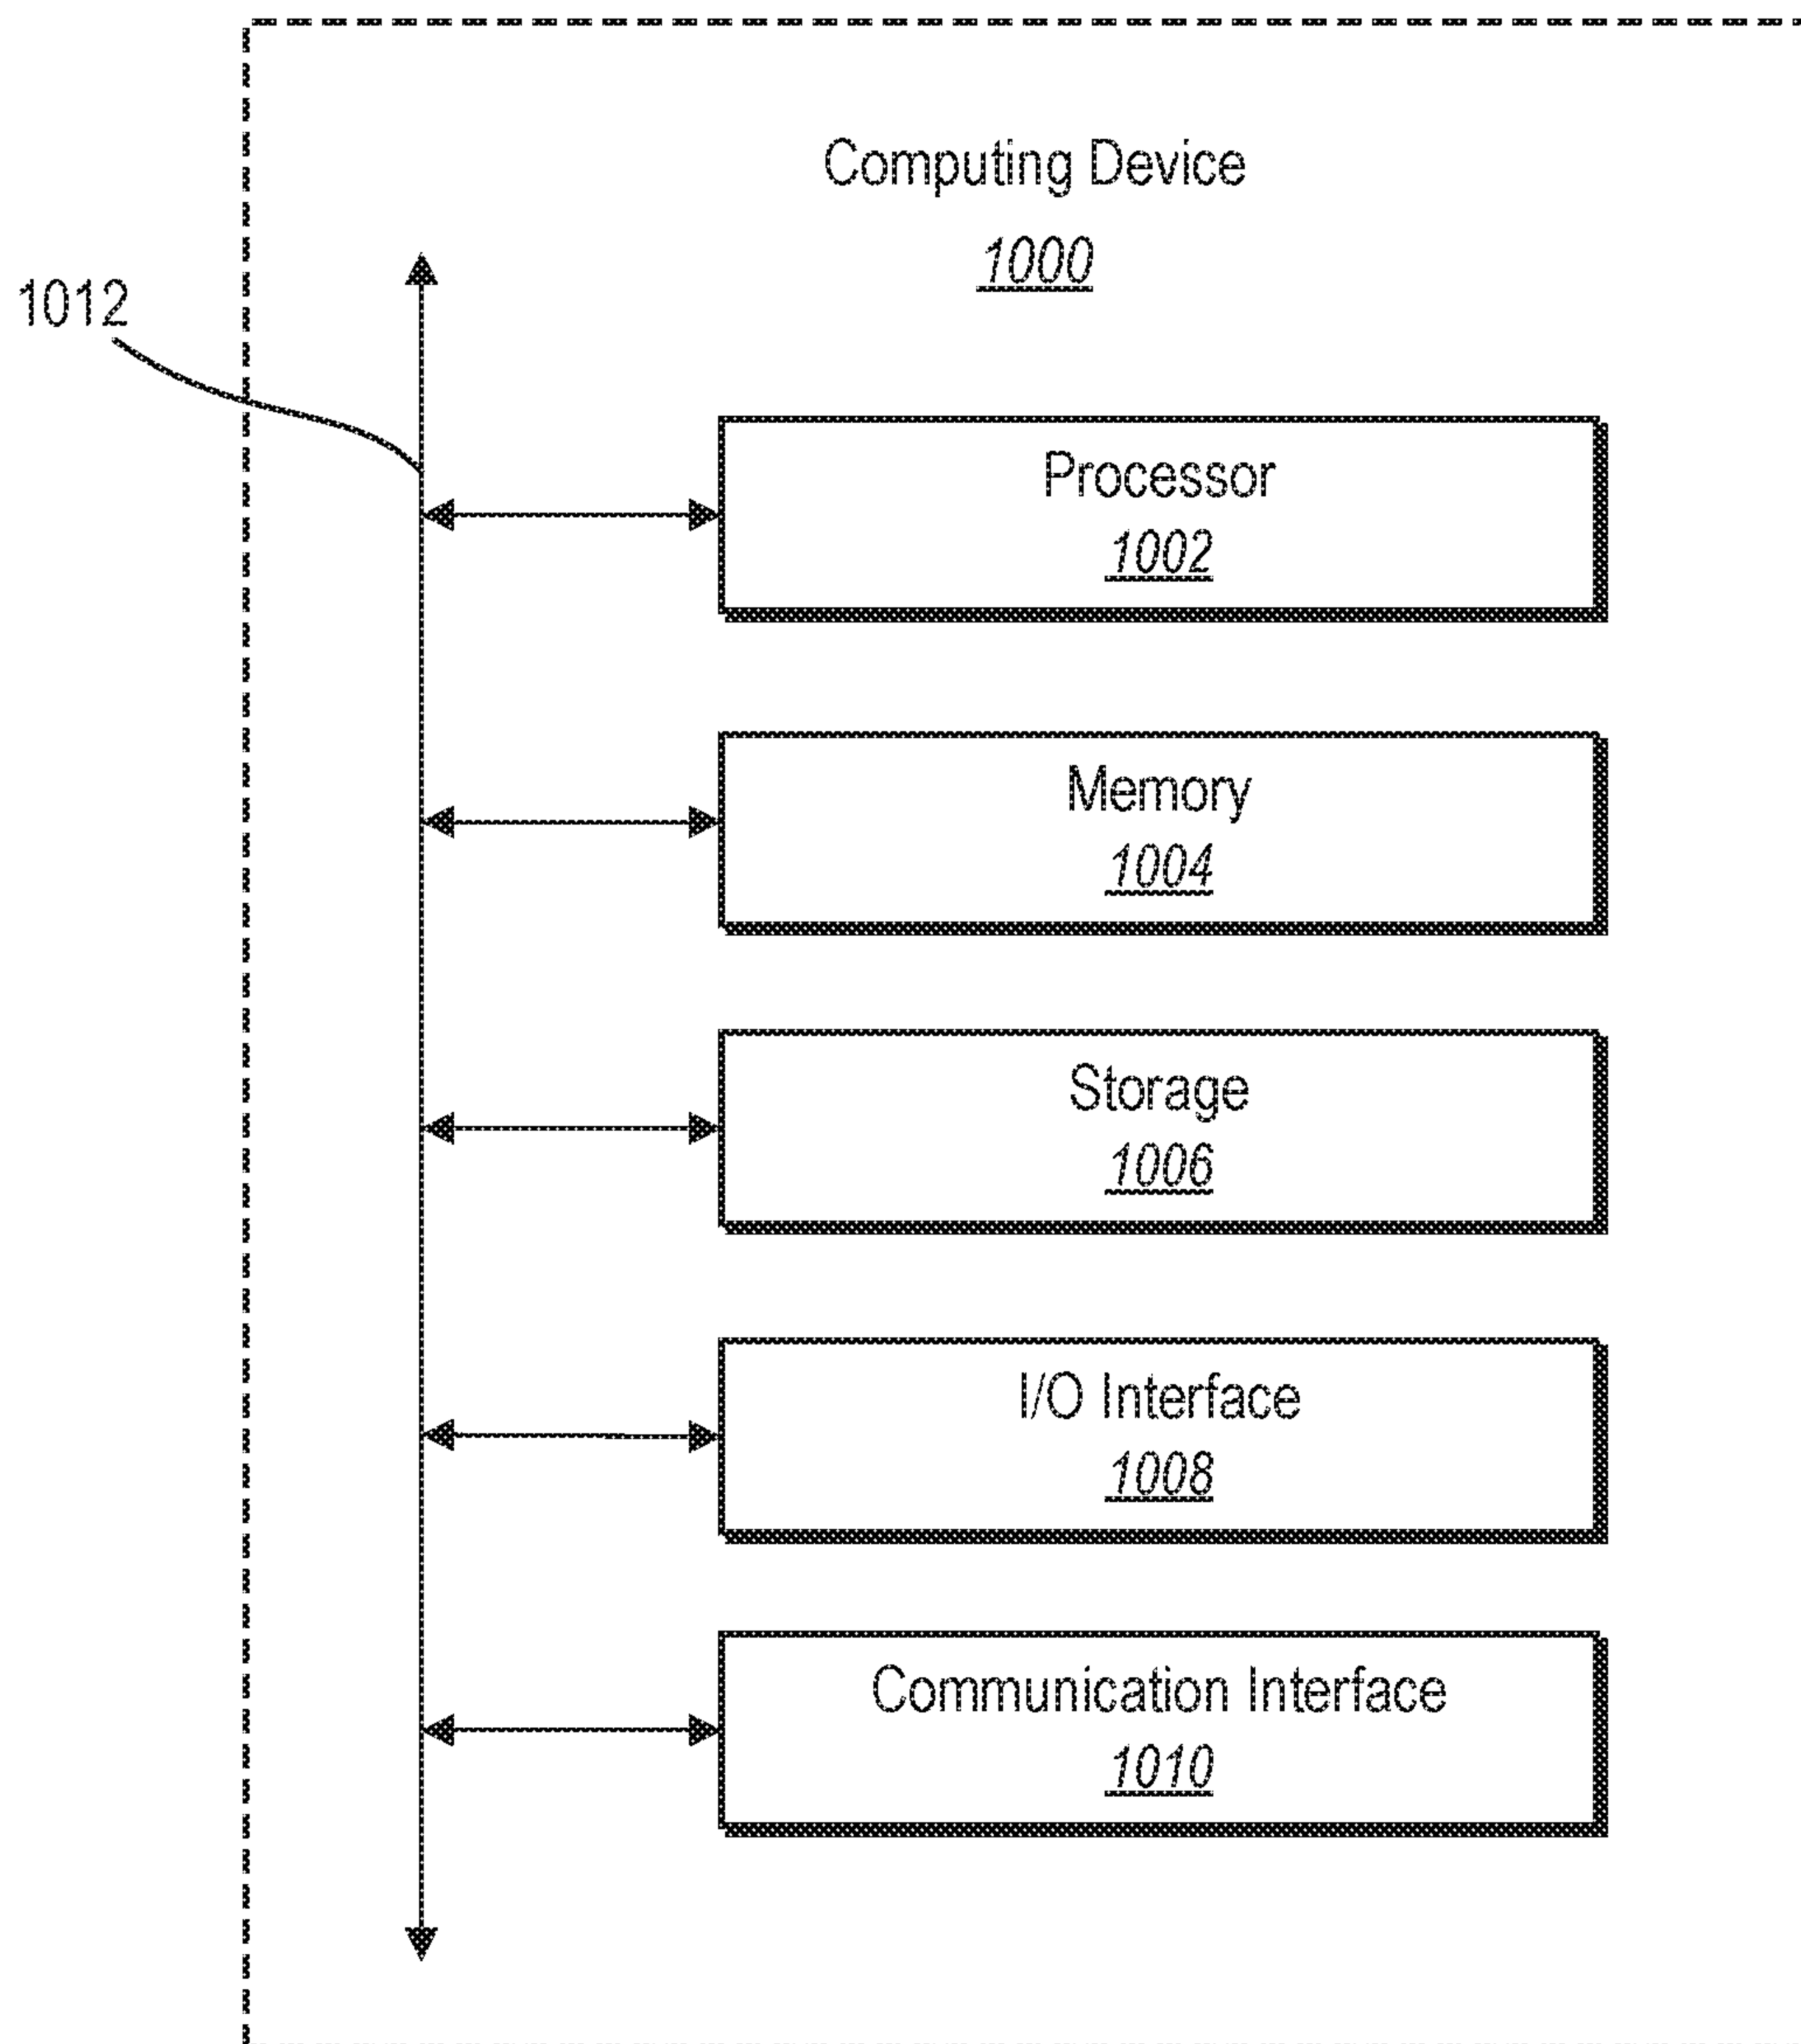 Computing Device
1000
1012
Processor
1002
Memory
1004
Storage
1006
I/O Interface
1008
Communication Interface
1010